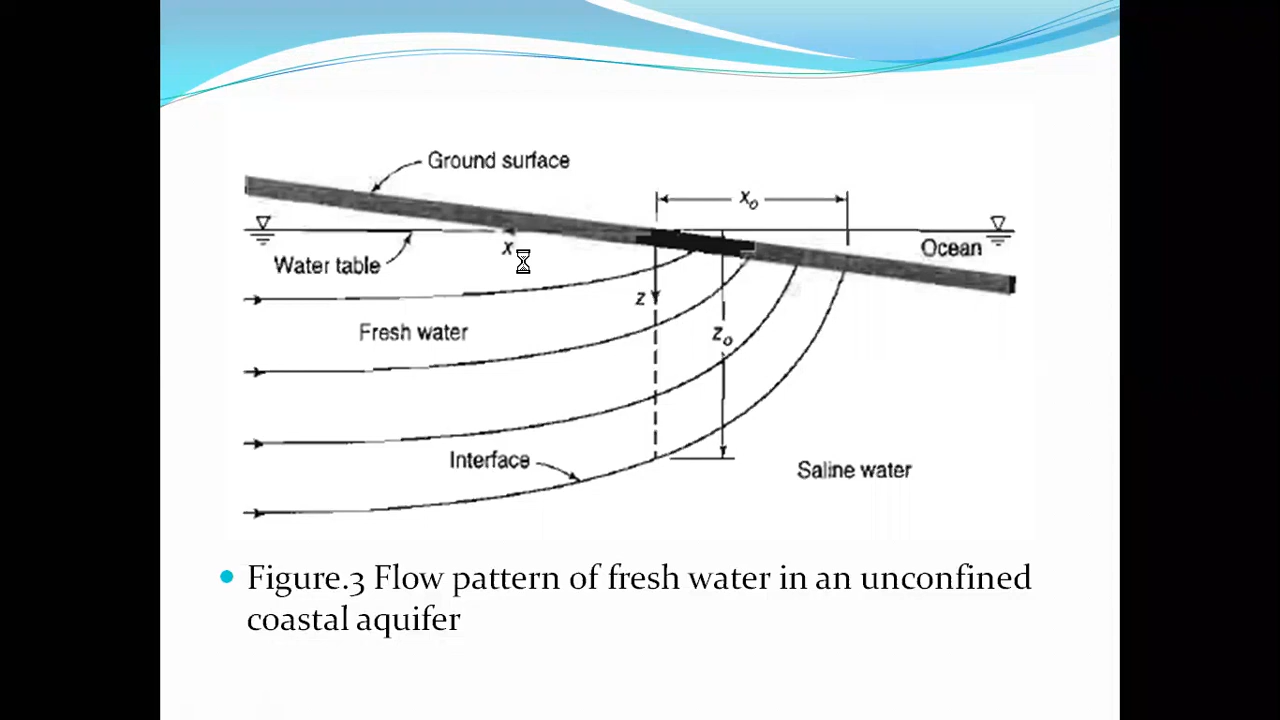 Ground surface
x₀
x
Ocean
Water table
z
Fresh water
z₀
Interface
Saline water
Figure.3 Flow pattern of fresh water in an unconfined
coastal aquifer